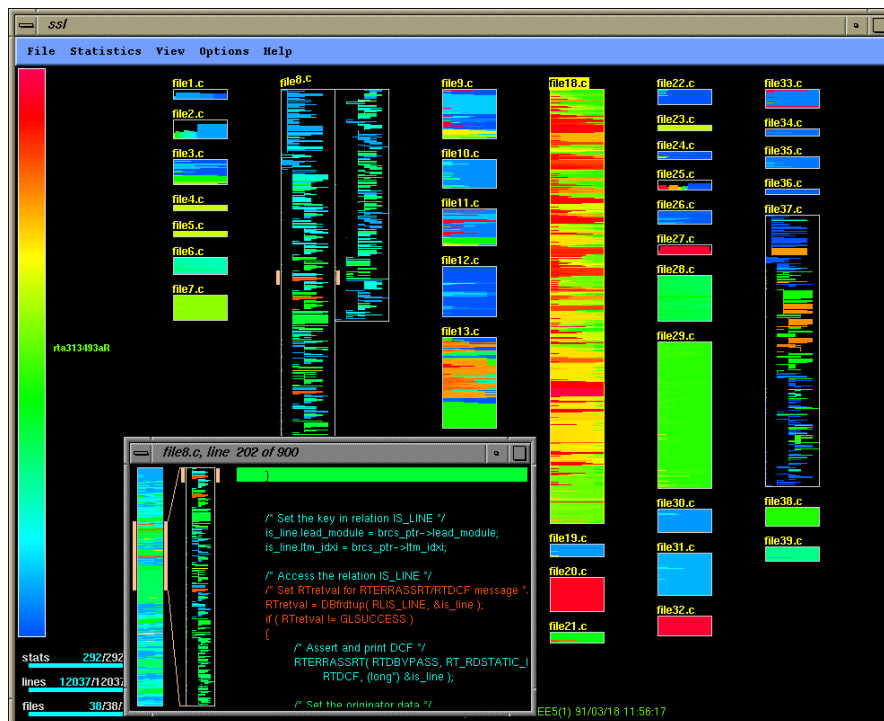 ssl
File Statistics View Options Help
file1.c
file2.c
file3.c
file4.c
file5.c
file6.c
file7.c
file8.c
file9.c
file10.c
file11.c
file12.c
file13.c
file18.c
file19.c
file20.c
file21.c
file22.c
file23.c
file24.c
file25.c
file26.c
file27.c
file28.c
file29.c
file30.c
file31.c
file32.c
file33.c
file34.c
file35.c
file36.c
file37.c
file38.c
file39.c
rta313493aR
stats 292/292
lines 12037/12037
files 38/38/
file8.c, line 202 of 900
}
/* Set the key in relation IS_LINE */
is_line.lead_module = brcs_ptr->lead_module;
is_line.ltm_idxi = brcs_ptr->ltm_idxi;
/* Access the relation IS_LINE */
/* Set RTretval for RTERRASSRT/RTDCF message *.
RTretval = DBfrdtup( RLIS_LINE, &is_line );
if ( RTretval != GLSUCCESS )
{
/* Assert and print DCF */
RTERRASSRT( RTDBYPASS, RT_RDSTATIC_I
RTDCF, (long*) &is_line );
/* Set the originator data */
EE5(1) 91/03/18 11:56:17